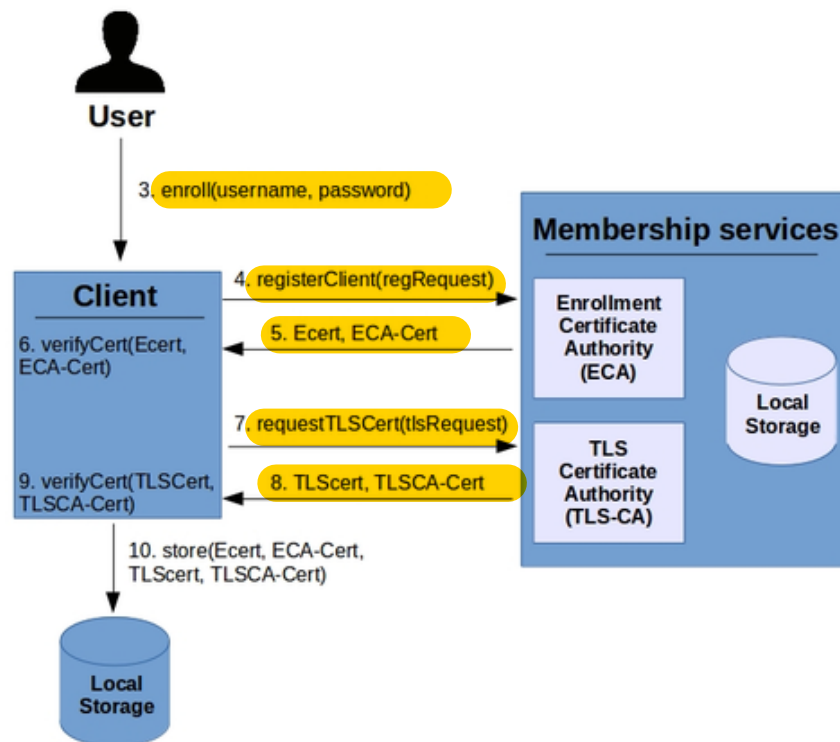 User
3. enroll(username, password)
Membership services
Client
4. registerClient(regRequest)
Enrollment
Certificate
Authority
(ECA)
5. Ecert, ECA-Cert
6. verifyCert(Ecert,
ECA-Cert)
Local
Storage
7. requestTLSCert(tlsRequest)
TLS
Certificate
Authority
(TLS-CA)
8. TLScert, TLSCA-Cert
9. verifyCert(TLSCert,
TLSCA-Cert)
10. store(Ecert, ECA-Cert,
TLScert, TLSCA-Cert)
Local
Storage